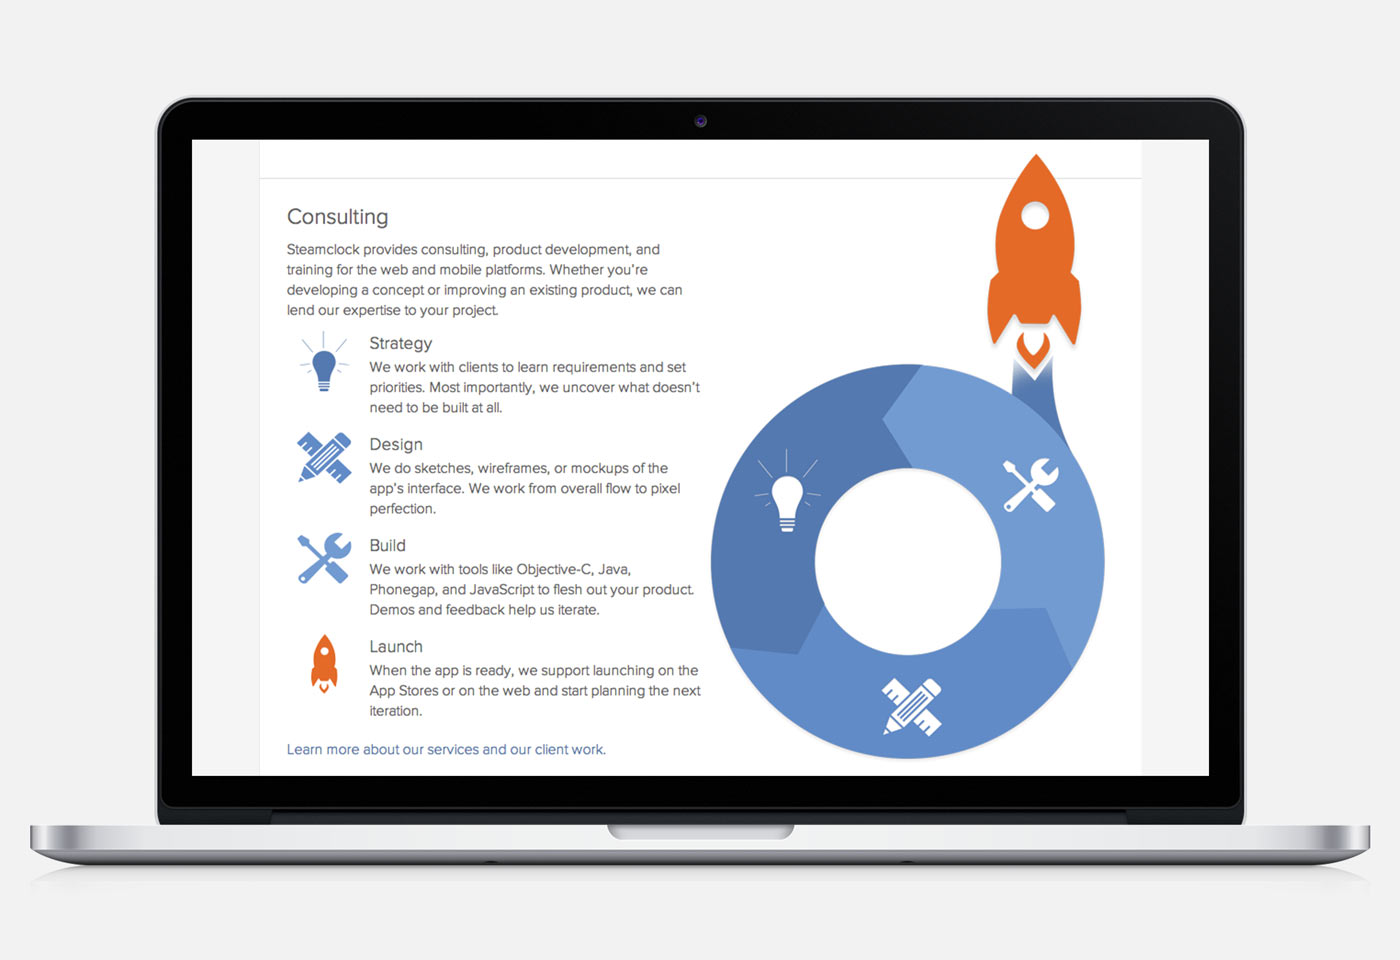 Consulting
Steamclock provides consulting, product development, and
training for the web and mobile platforms. Whether you're
developing a concept or improving an existing product, we can
lend our expertise to your project.
Strategy
We work with clients to learn requirements and set
priorities. Most importantly, we uncover what doesn't
need to be built at all.
Design
We do sketches, wireframes, or mockups of the
app's interface. We work from overall flow to pixel
perfection.
Build
We work with tools like Objective-C, Java,
Phonegap, and JavaScript to flesh out your product.
Demos and feedback help us iterate.
Launch
When the app is ready, we support launching on the
App Stores or on the web and start planning the next
iteration.
Learn more about our services and our client work.